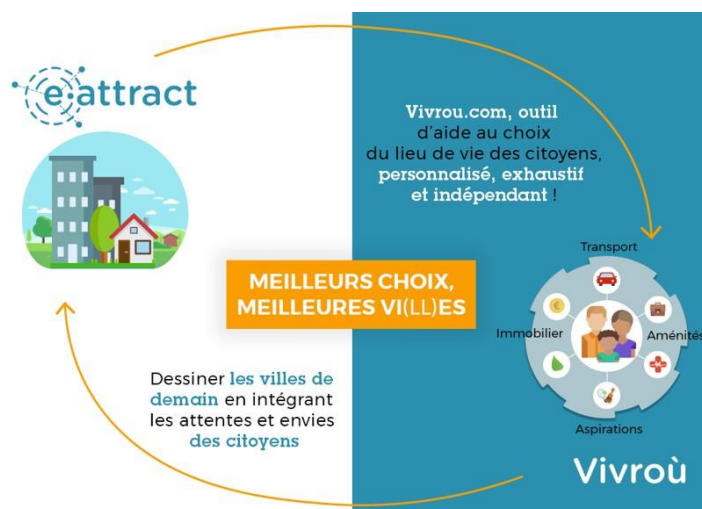 e·attract
Vivrou.com, outil
d'aide au choix
du lieu de vie des citoyens,
personnalisé, exhaustif
et indépendant !
MEILLEURS CHOIX,
MEILLEURES VI(LL)ES
Transport
Immobilier
Aménités
Aspirations
Dessiner les villes de
demain en intégrant
les attentes et envies
des citoyens
Vivroù